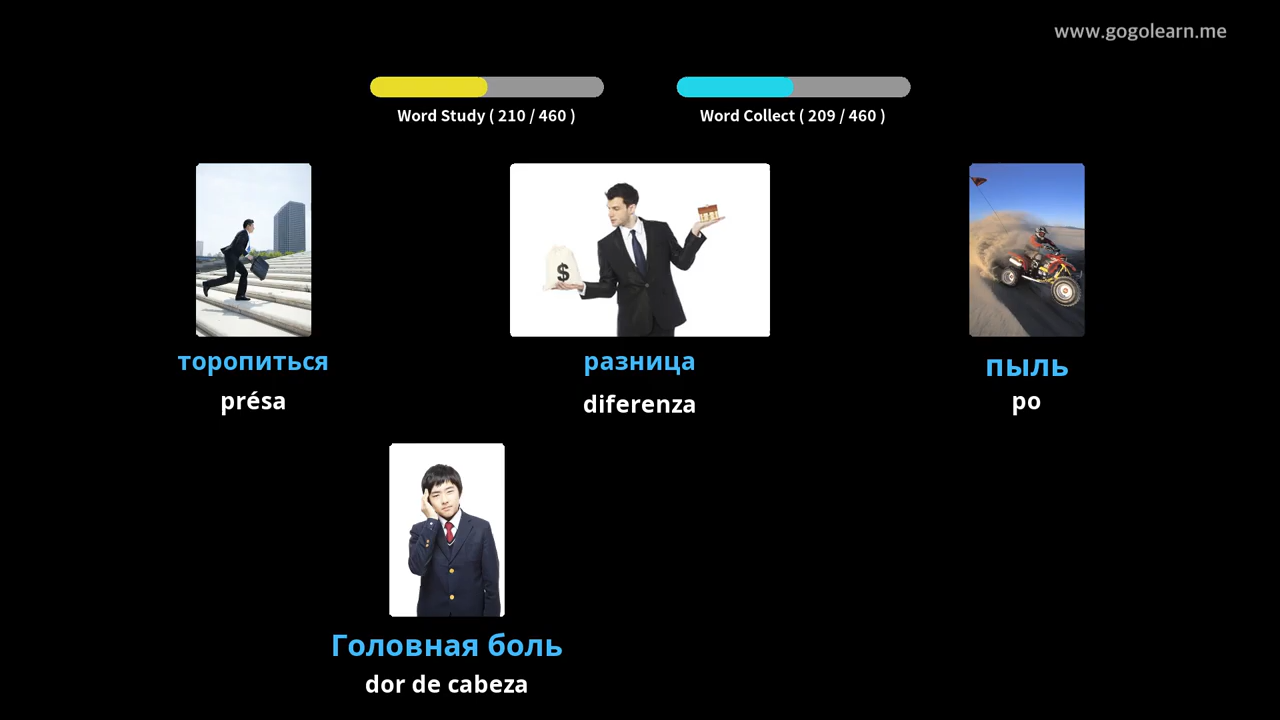 www.gogolearn.me
Word Study ( 210 / 460 )
Word Collect ( 209 / 460 )
$
торопиться
présa
разница
diferenza
пыль
po
Головная боль
dor de cabeza